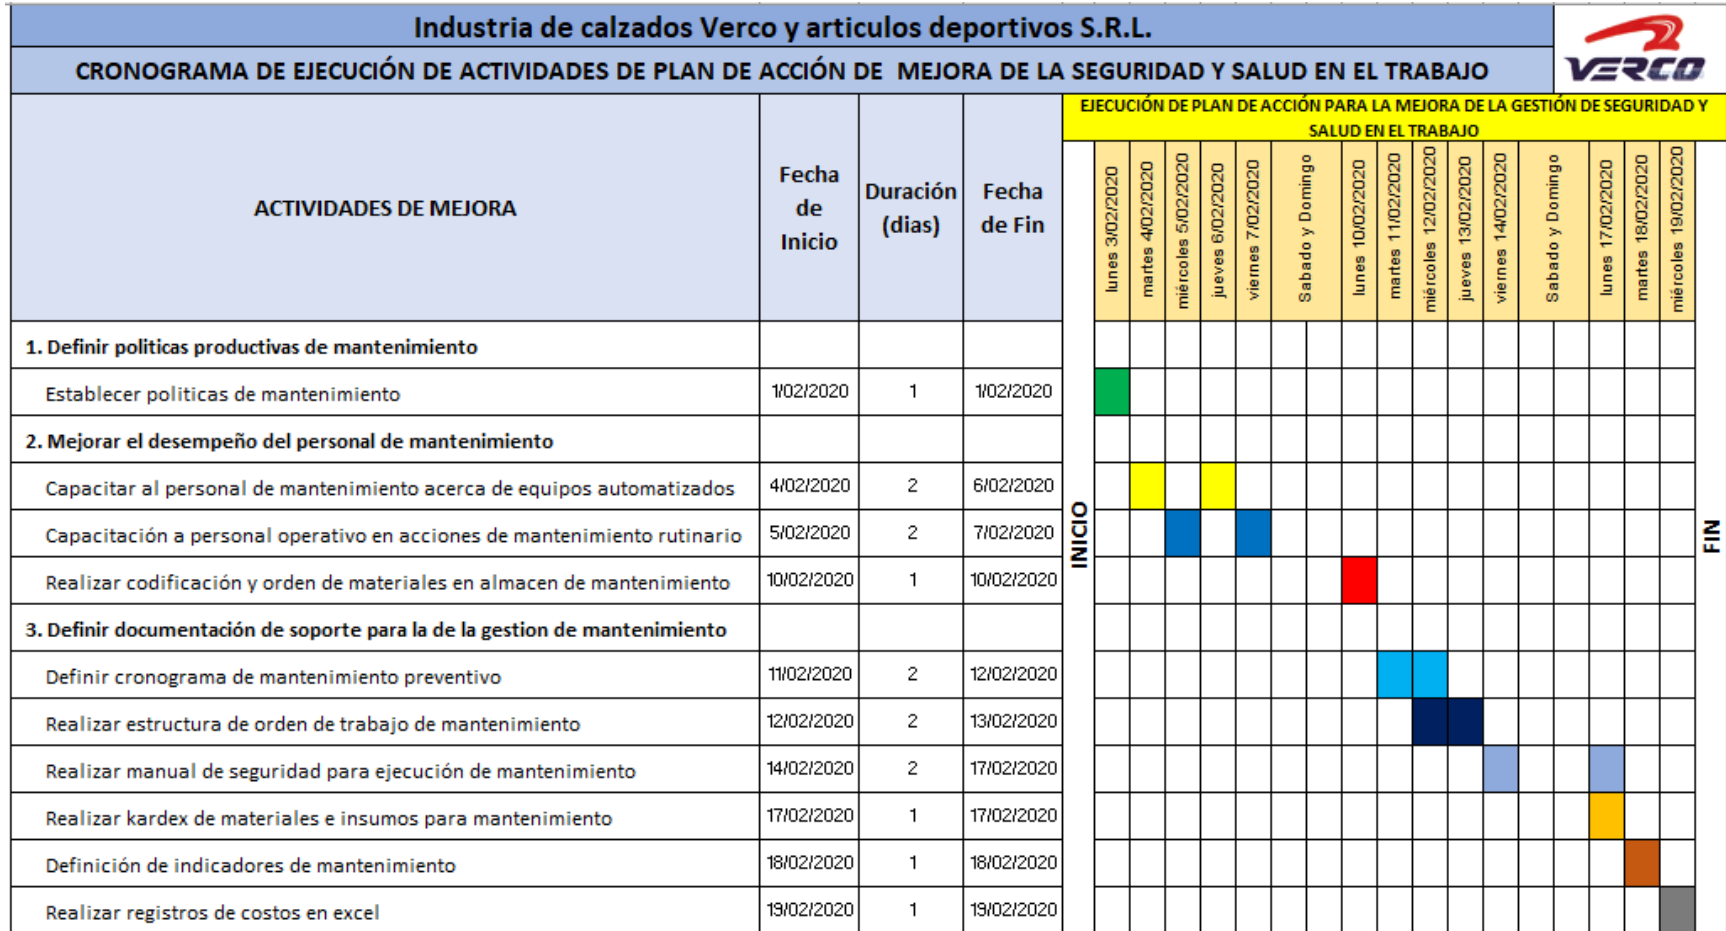 Industria de calzados Verco y articulos deportivos S.R.L.
VERCO
CRONOGRAMA DE EJECUCIÓN DE ACTIVIDADES DE PLAN DE ACCIÓN DE MEJORA DE LA SEGURIDAD Y SALUD EN EL TRABAJO
EJECUCIÓN DE PLAN DE ACCIÓN PARA LA MEJORA DE LA GESTIÓN DE SEGURIDAD Y
SALUD EN EL TRABAJO
ACTIVIDADES DE MEJORA
Fecha
de
Inicio
Duración
(dias)
Fecha
de Fin
INICIO
lunes 3/02/2020
martes 4/02/2020
miércoles 5/02/2020
jueves 6/02/2020
viernes 7/02/2020
Sabado y Domingo
lunes 10/02/2020
martes 11/02/2020
miércoles 12/02/2020
jueves 13/02/2020
viernes 14/02/2020
Sabado y Domingo
lunes 17/02/2020
martes 18/02/2020
miércoles 19/02/2020
FIN
1. Definir politicas productivas de mantenimiento
Establecer politicas de mantenimiento 1/02/2020 1 1/02/2020
2. Mejorar el desempeño del personal de mantenimiento
Capacitar al personal de mantenimiento acerca de equipos automatizados 4/02/2020 2 6/02/2020
Capacitación a personal operativo en acciones de mantenimiento rutinario 5/02/2020 2 7/02/2020
Realizar codificación y orden de materiales en almacen de mantenimiento 10/02/2020 1 10/02/2020
3. Definir documentación de soporte para la de la gestion de mantenimiento
Definir cronograma de mantenimiento preventivo 11/02/2020 2 12/02/2020
Realizar estructura de orden de trabajo de mantenimiento 12/02/2020 2 13/02/2020
Realizar manual de seguridad para ejecución de mantenimiento 14/02/2020 2 17/02/2020
Realizar kardex de materiales e insumos para mantenimiento 17/02/2020 1 17/02/2020
Definición de indicadores de mantenimiento 18/02/2020 1 18/02/2020
Realizar registros de costos en excel 19/02/2020 1 19/02/2020